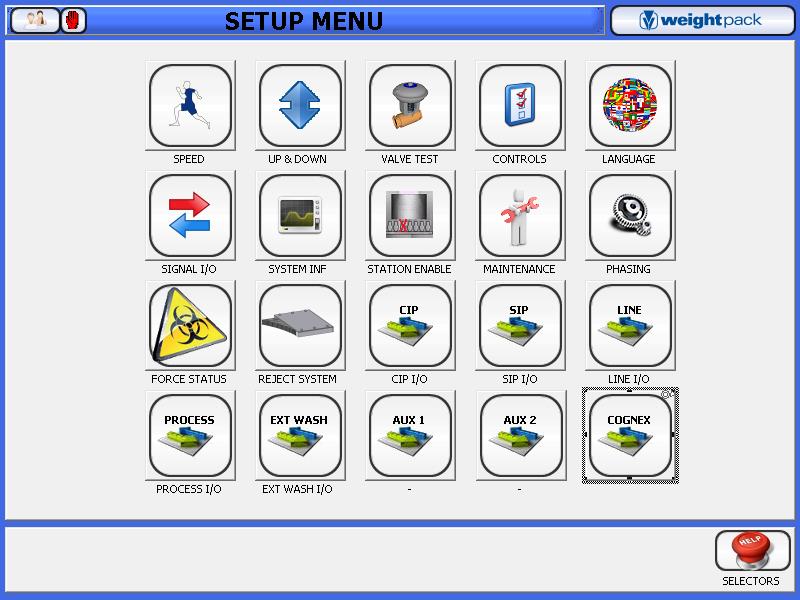 SETUP MENU
weightpack
SPEED
UP & DOWN
VALVE TEST
CONTROLS
LANGUAGE
SIGNAL I/O
SYSTEM INF
STATION ENABLE
MAINTENANCE
PHASING
CIP
SIP
LINE
FORCE STATUS
REJECT SYSTEM
CIP I/O
SIP I/O
LINE I/O
PROCESS
EXT WASH
AUX 1
AUX 2
COGNEX
PROCESS I/O
EXT WASH I/O
-
-
HELP
SELECTORS